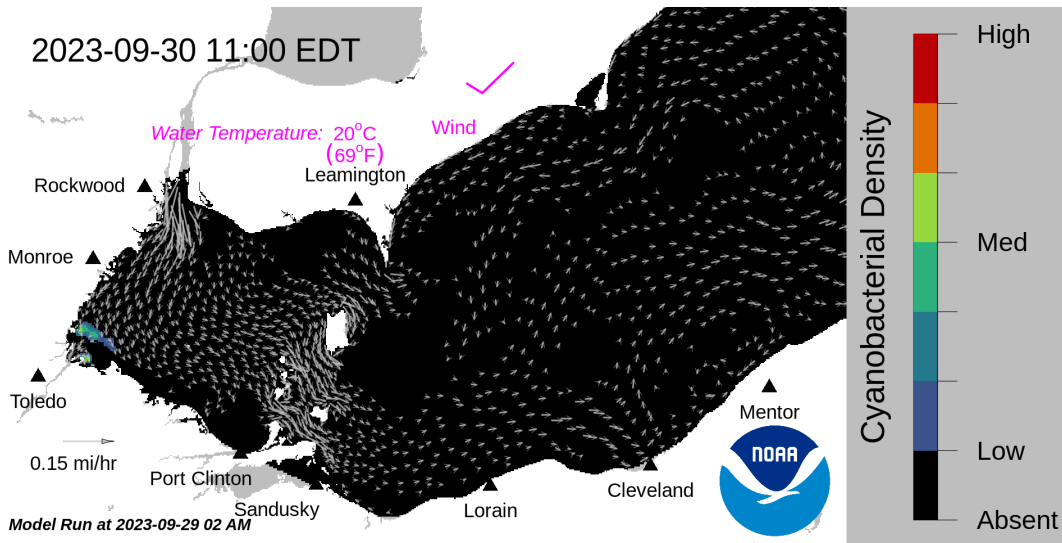 2023-09-30 11:00 EDT
Water Temperature: 20°C
(69°F)
Wind
Leamington
Rockwood
Monroe
Toledo
0.15 mi/hr
Port Clinton
Sandusky
Lorain
Cleveland
Mentor
NOAA
Model Run at 2023-09-29 02 AM
Cyanobacterial Density
High
Med
Low
Absent